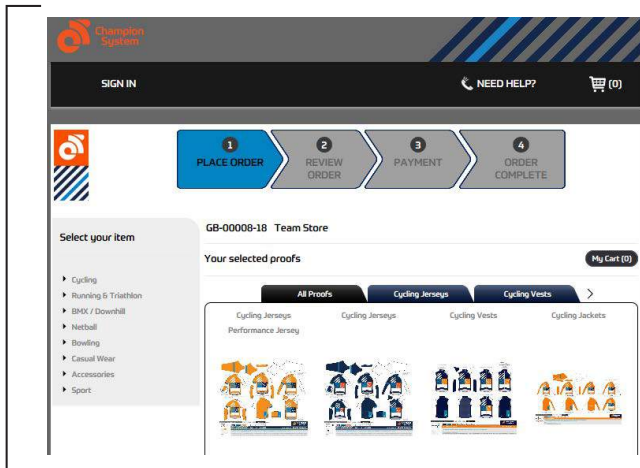 Champion
System
SIGN IN
NEED HELP?
(0)
1
PLACE ORDER
2
REVIEW
ORDER
3
PAYMENT
4
ORDER
COMPLETE
Select your item
Cycling
Running & Triathlon
BMX / Downhill
Netball
Bowling
Casual Wear
Accessories
Sport
GB-00008-18 Team Store
Your selected proofs
My Cart (0)
All Proofs
Cycling Jerseys
Cycling Vests
Cycling Jerseys
Performance Jersey
Cycling Jerseys
Cycling Vests
Cycling Jackets